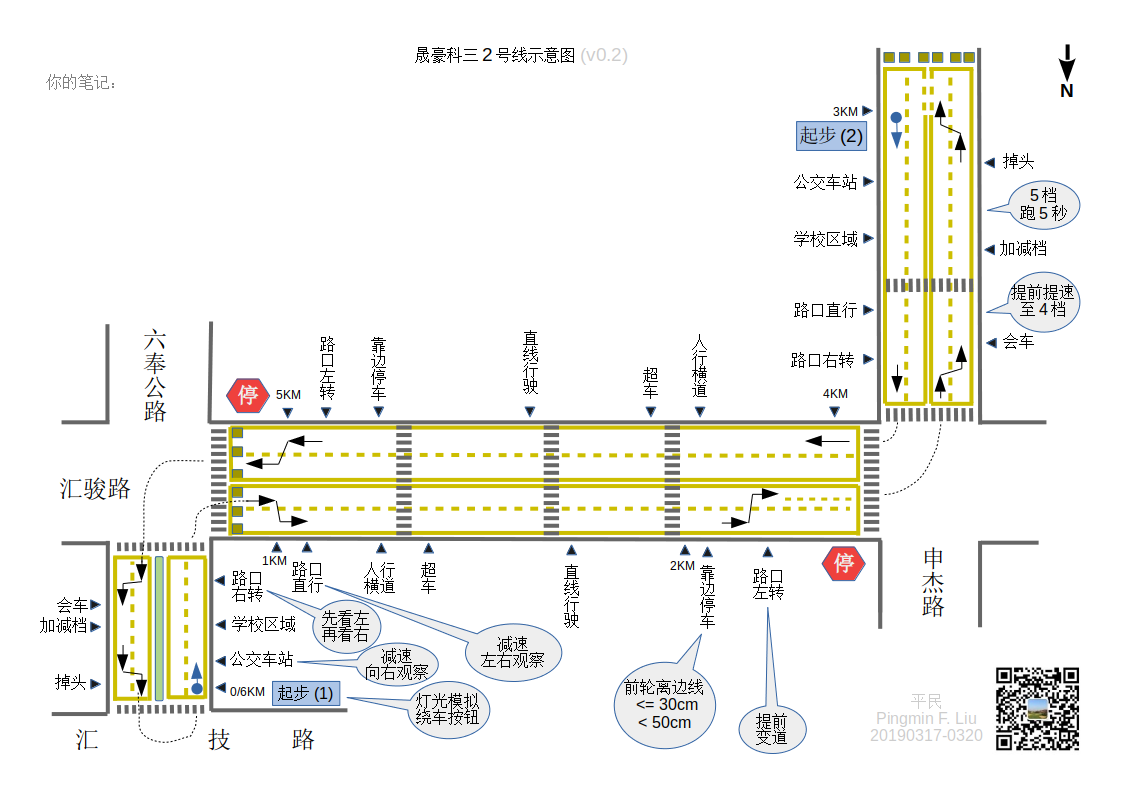 晟豪科三 2 号线示意图 (v0.2)
你的笔记：
N
3KM
起步 (2)
掉头
公交车站
5 档
跑 5 秒
学校区域
加减档
提前提速
至 4 档
路口直行
会车
路口右转
六奉公路
停
5KM
路口左转
靠边停车
直线行驶
超车
人行横道
4KM
汇骏路
1KM
路口
直行
人行
横道
超车
直线行驶
2KM
靠边停车
路口
左转
停
申杰路
路口
右转
会车
加减档
先看左
再看右
学校区域
减速
左右观察
公交车站
减速
向右观察
掉头
0/6KM
起步 (1)
灯光模拟
绕车按钮
前轮离边线
<= 30cm
< 50cm
提前
变道
汇 技 路
平民
Pingmin F. Liu
20190317-0320